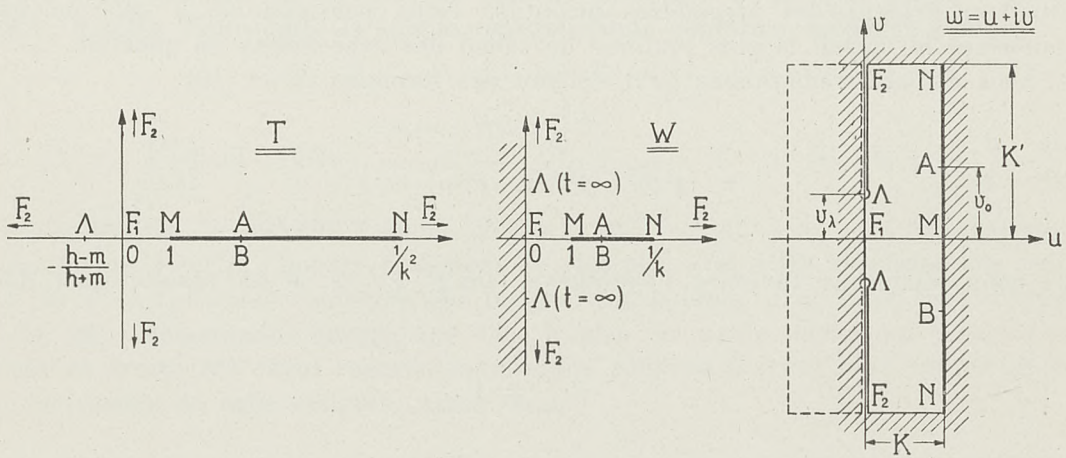 T
F₂
F₂
Λ
F₁
M
A
N
F₂
-(h-m)/(h+m)
0
1
B
1/k²
F₂
W
F₂
Λ (t = ∞)
F₁
M
A
N
F₂
0
1
B
1/k
Λ (t = ∞)
F₂
υ
w = u + iυ
F₂
N
K'
A
Λ
υ_λ
υ₀
F₁
M
u
Λ
B
F₂
N
K